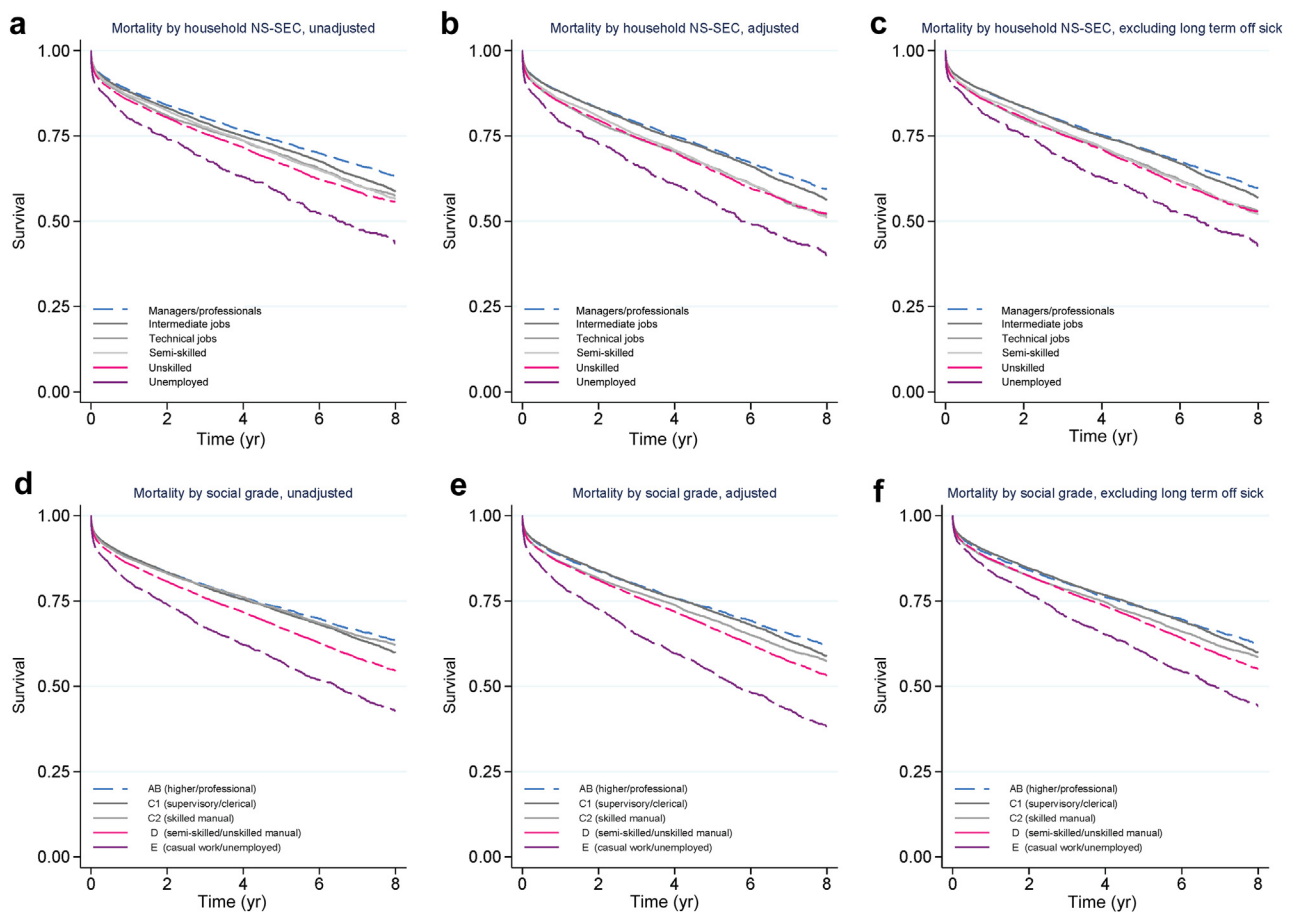 a
Mortality by household NS-SEC, unadjusted
1.00
0.75
0.50
0.25
0.00
Survival
Managers/professionals
Intermediate jobs
Technical jobs
Semi-skilled
Unskilled
Unemployed
0 2 4 6 8
Time (yr)
b
Mortality by household NS-SEC, adjusted
1.00
0.75
0.50
0.25
0.00
Survival
Managers/professionals
Intermediate jobs
Technical jobs
Semi-skilled
Unskilled
Unemployed
0 2 4 6 8
Time (yr)
c
Mortality by household NS-SEC, excluding long term off sick
1.00
0.75
0.50
0.25
0.00
Survival
Managers/professionals
Intermediate jobs
Technical jobs
Semi-skilled
Unskilled
Unemployed
0 2 4 6 8
Time (yr)
d
Mortality by social grade, unadjusted
1.00
0.75
0.50
0.25
0.00
Survival
AB (higher/professional)
C1 (supervisory/clerical)
C2 (skilled manual)
D (semi-skilled/unskilled manual)
E (casual work/unemployed)
0 2 4 6 8
Time (yr)
e
Mortality by social grade, adjusted
1.00
0.75
0.50
0.25
0.00
Survival
AB (higher/professional)
C1 (supervisory/clerical)
C2 (skilled manual)
D (semi-skilled/unskilled manual)
E (casual work/unemployed)
0 2 4 6 8
Time (yr)
f
Mortality by social grade, excluding long term off sick
1.00
0.75
0.50
0.25
0.00
Survival
AB (higher/professional)
C1 (supervisory/clerical)
C2 (skilled manual)
D (semi-skilled/unskilled manual)
E (casual work/unemployed)
0 2 4 6 8
Time (yr)